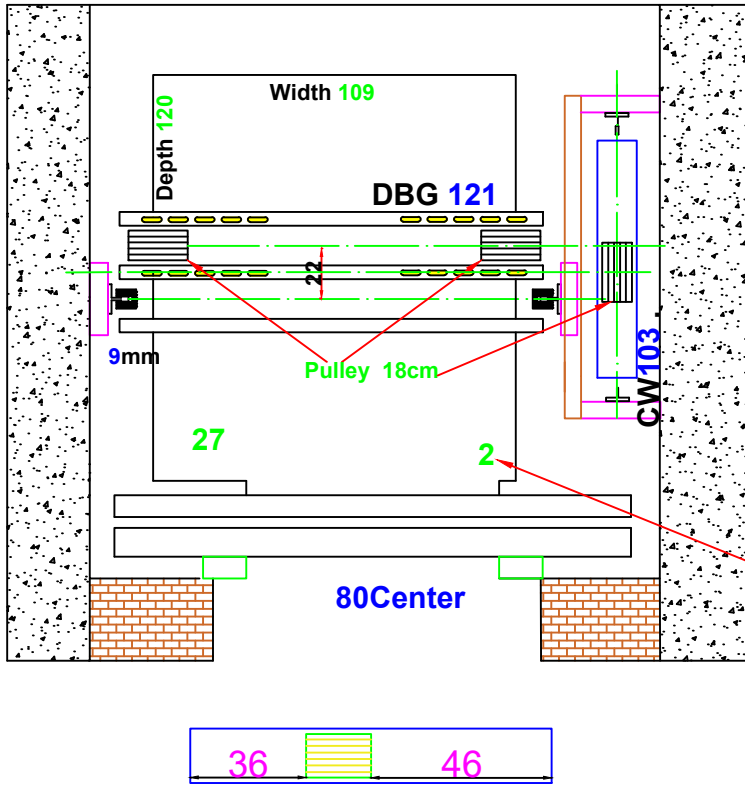 Width 109
Depth 120
DBG 121
22
9mm
Pulley 18cm
CW103 .
27
2
80Center
36
46